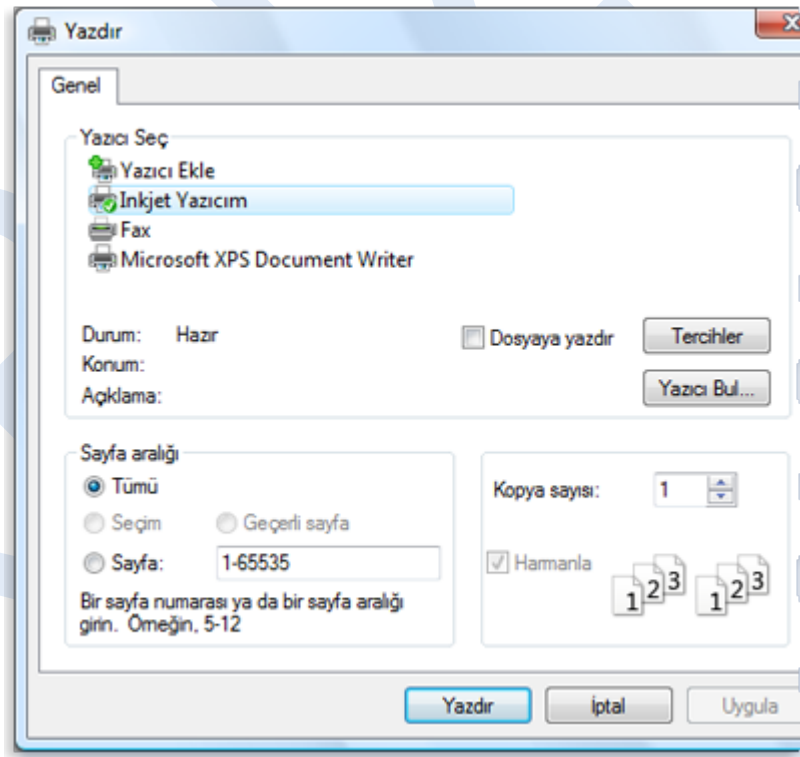 Yazdır
Genel
Yazıcı Seç
Yazıcı Ekle
Inkjet Yazıcım
Fax
Microsoft XPS Document Writer
Durum: Hazır
Dosyaya yazdır
Tercihler
Konum:
Açıklama:
Yazıcı Bul...
Sayfa aralığı
Tümü
Seçim Geçerli sayfa
Sayfa: 1-65535
Bir sayfa numarası ya da bir sayfa aralığı
girin. Örneğin, 5-12
Kopya sayısı: 1
Harmanla
1 2 3 1 2 3
Yazdır İptal Uygula